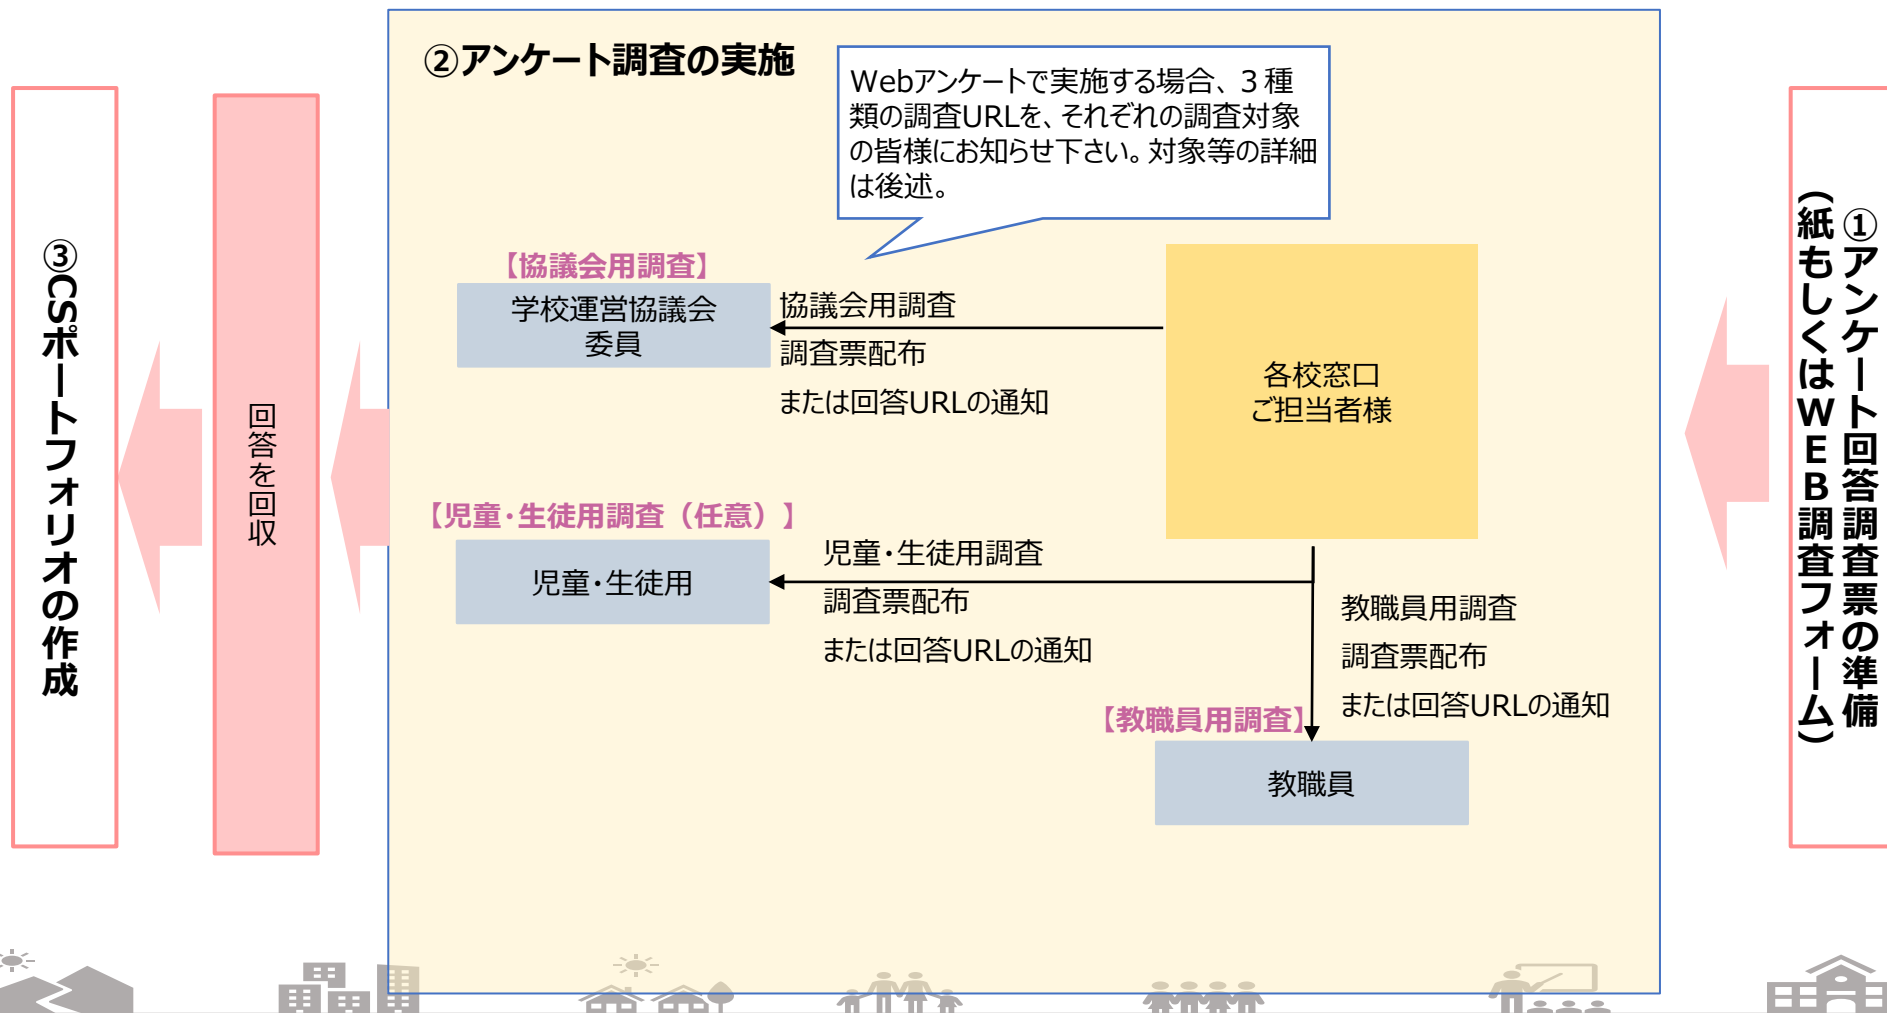 ①アンケート回答調査票の準備
（紙もしくはWEB調査フォーム）
②アンケート調査の実施
Webアンケートで実施する場合、３種
類の調査URLを、それぞれの調査対象
の皆様にお知らせ下さい。対象等の詳細
は後述。
各校窓口
ご担当者様
【協議会用調査】
学校運営協議会
委員
協議会用調査
調査票配布
または回答URLの通知
【児童・生徒用調査（任意）】
児童・生徒用
児童・生徒用調査
調査票配布
または回答URLの通知
教職員用調査
調査票配布
または回答URLの通知
【教職員用調査】
教職員
回答を回収
③CSポートフォリオの作成